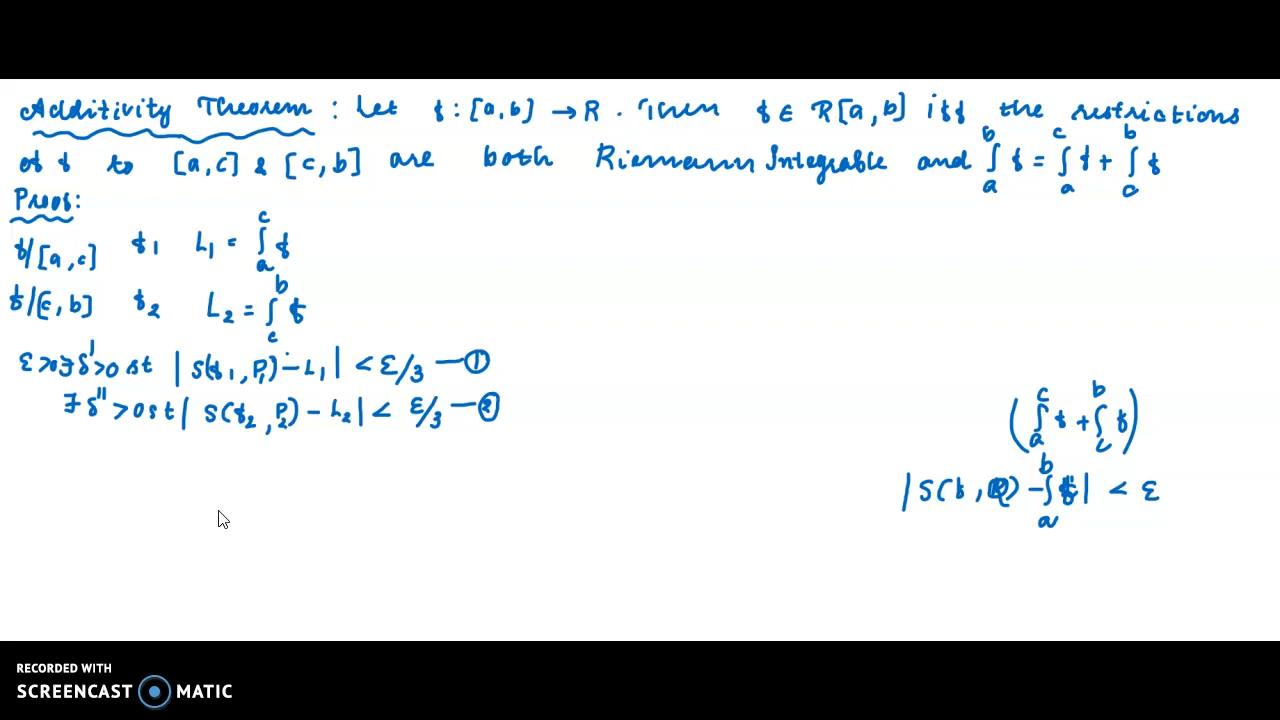 Additivity Theorem : Let f : [a,b] → R . Then f ∈ R[a,b] iff the restrictions
of f to [a,c] & [c,b] are both Riemann Integrable and ∫_a^b f = ∫_a^c f + ∫_c^b f
Proof:
f/[a,c] f1 L1 = ∫_a^c f
f/[c,b] f2 L2 = ∫_c^b f
ε>0 ∃ δ' >0 st | S(f1, P1) - L1 | < ε/3 — ①
∃ δ'' >0 st | S(f2, P2) - L2 | < ε/3 — ②
(∫_a^c f + ∫_c^b f)
| S(f, ) - ∫_a^b f | < ε
RECORDED WITH
SCREENCAST MATIC